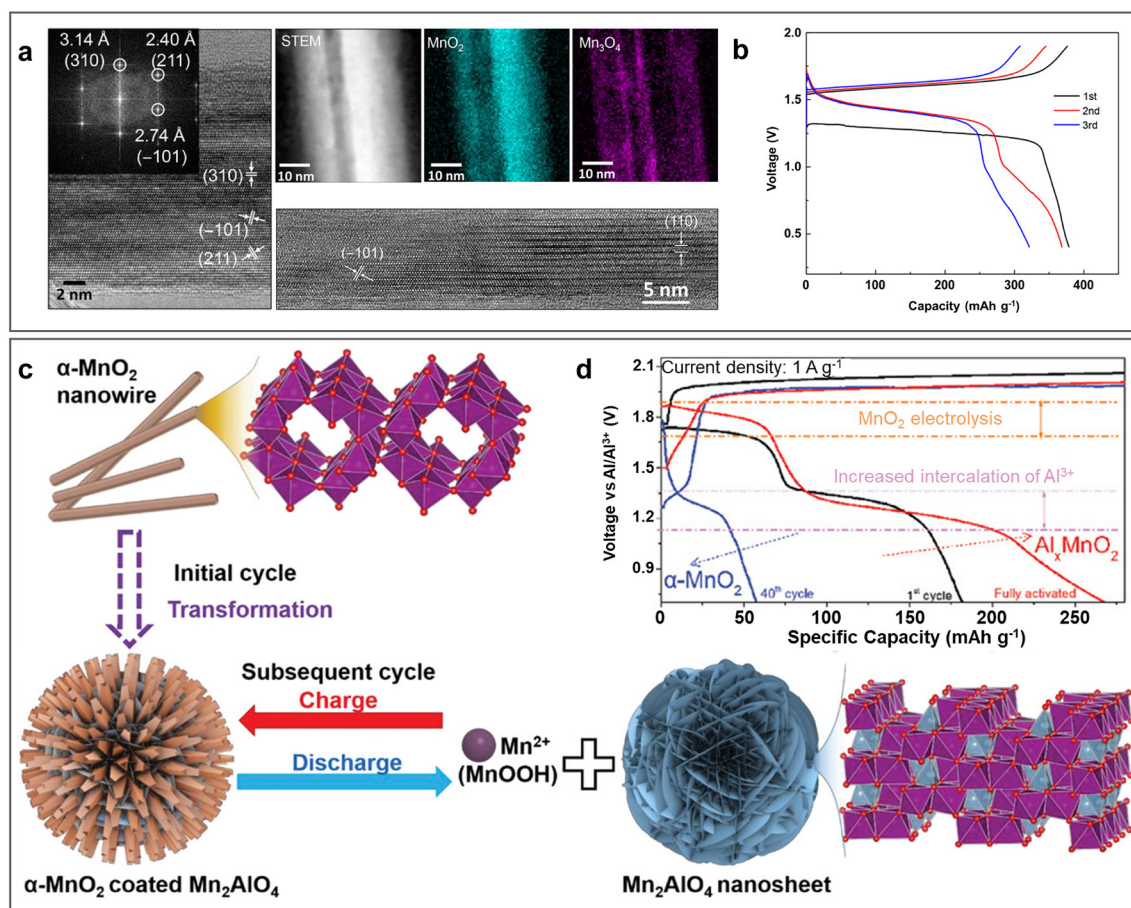 a
3.14 Å
(310)
2.40 Å
(211)
2.74 Å
(–101)
(310)
(–101)
(211)
2 nm
STEM
10 nm
MnO₂
10 nm
Mn₃O₄
10 nm
(–101)
(110)
5 nm
b
2.0
1.5
1.0
0.5
Voltage (V)
0
100
200
300
400
Capacity (mAh g⁻¹)
1st
2nd
3rd
c
α-MnO₂
nanowire
Initial cycle
Transformation
Subsequent cycle
Charge
Discharge
Mn²⁺
(MnOOH)
α-MnO₂ coated Mn₂AlO₄
Mn₂AlO₄ nanosheet
d
Current density: 1 A g⁻¹
2.1
1.8
1.5
1.2
0.9
Voltage vs Al/Al³⁺ (V)
MnO₂ electrolysis
Increased intercalation of Al³⁺
α-MnO₂
AlₓMnO₂
40ᵗʰ cycle
1ˢᵗ cycle
Fully activated
0
50
100
150
200
250
Specific Capacity (mAh g⁻¹)